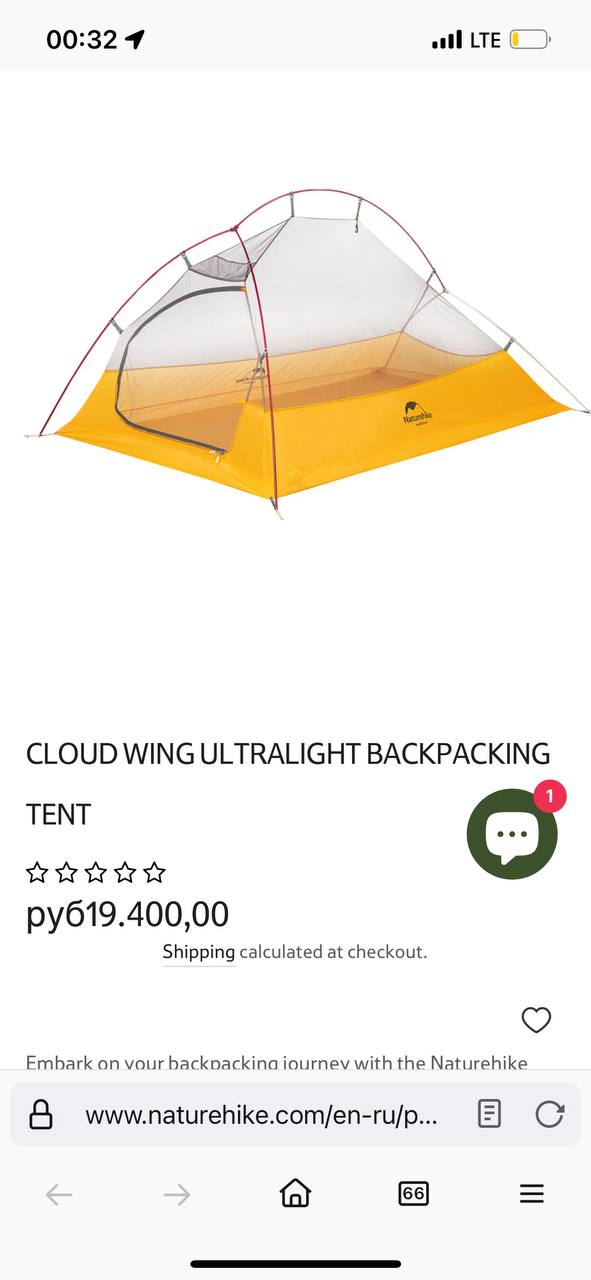 00:32
LTE
Naturehike
CLOUD WING ULTRALIGHT BACKPACKING
TENT
1
руб19.400,00
Shipping calculated at checkout.
Embark on your backpacking journey with the Naturehike
www.naturehike.com/en-ru/p...
66